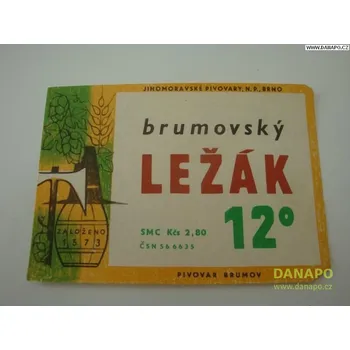 WWW.DANAPO.CZ
JIHOMORAVSKÉ PIVOVARY, N. P., BRNO
brumovský
LEŽÁK
12°
SMC Kčs 2,80
ČSN 56 6635
ZALOŽENO
1573
PIVOVAR BRUMOV
DANAPO
www.danapo.cz